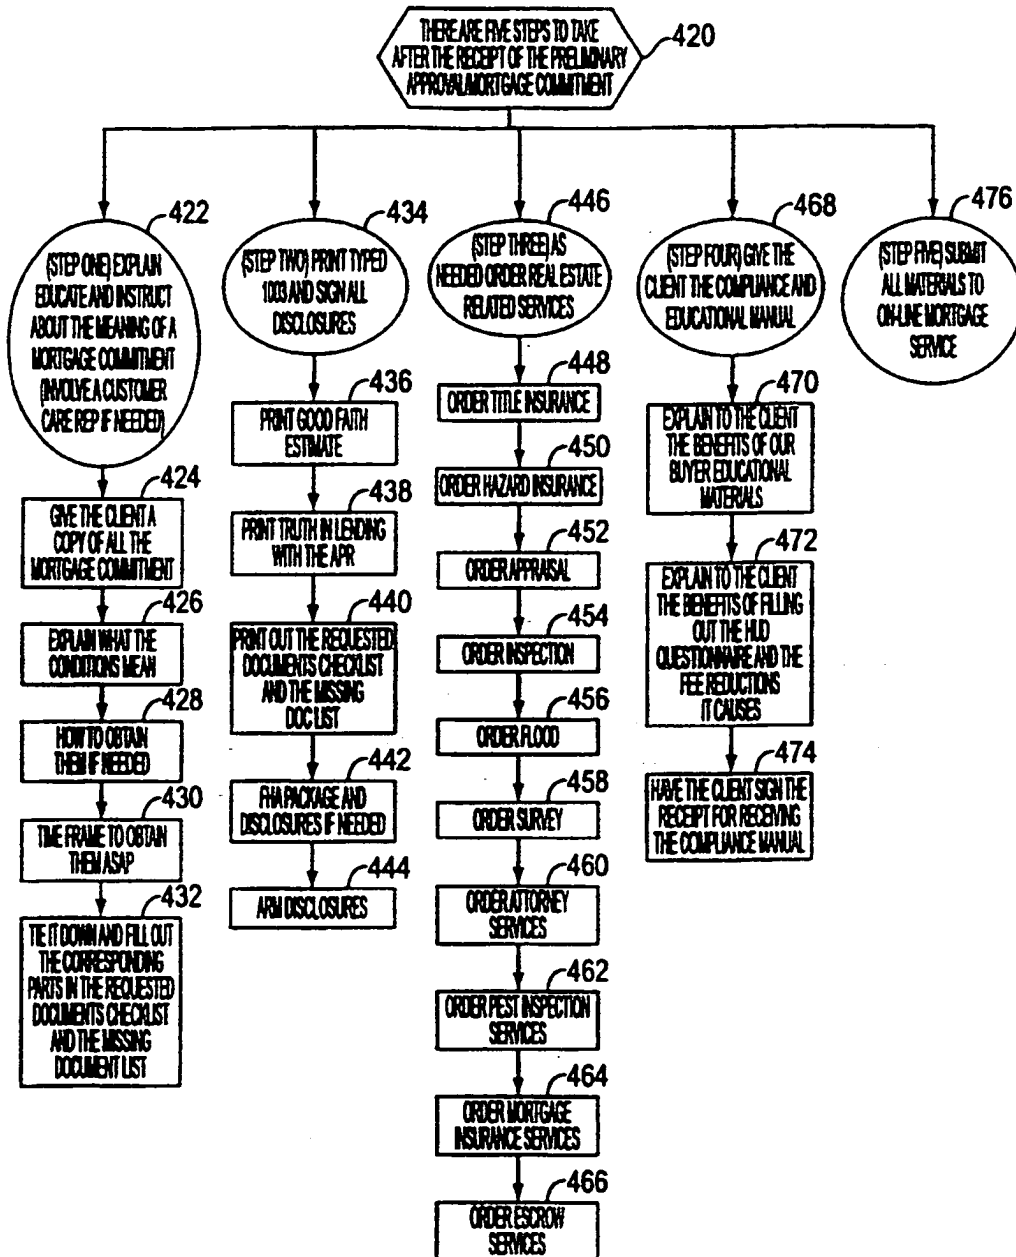 THERE ARE FIVE STEPS TO TAKE
AFTER THE RECEIPT OF THE PRELIMINARY
APPROVAL/MORTGAGE COMMITMENT
420
422
(STEP ONE) EXPLAIN
EDUCATE AND INSTRUCT
ABOUT THE MEANING OF A
MORTGAGE COMMITMENT
(INVOLVE A CUSTOMER
CARE REP IF NEEDED)
424
GIVE THE CLIENT A
COPY OF ALL THE
MORTGAGE COMMITMENT
426
EXPLAIN WHAT THE
CONDITIONS MEAN
428
HOW TO OBTAIN
THEM IF NEEDED
430
TIME FRAME TO OBTAIN
THEM ASAP
432
TIE IT DOWN AND FILL OUT
THE CORRESPONDING
PARTS IN THE REQUESTED
DOCUMENTS CHECKLIST
AND THE MISSING
DOCUMENT LIST
434
(STEP TWO) PRINT TYPED
1003 AND SIGN ALL
DISCLOSURES
436
PRINT GOOD FAITH
ESTIMATE
438
PRINT TRUTH IN LENDING
WITH THE APR
440
PRINT OUT THE REQUESTED
DOCUMENTS CHECKLIST
AND THE MISSING
DOC LIST
442
FHA PACKAGE AND
DISCLOSURES IF NEEDED
444
ARM DISCLOSURES
446
(STEP THREE) AS
NEEDED ORDER REAL ESTATE
RELATED SERVICES
448
ORDER TITLE INSURANCE
450
ORDER HAZARD INSURANCE
452
ORDER APPRAISAL
454
ORDER INSPECTION
456
ORDER FLOOD
458
ORDER SURVEY
460
ORDER ATTORNEY
SERVICES
462
ORDER PEST INSPECTION
SERVICES
464
ORDER MORTGAGE
INSURANCE SERVICES
466
ORDER ESCROW
SERVICES
468
(STEP FOUR) GIVE THE
CLIENT THE COMPLIANCE AND
EDUCATIONAL MANUAL
470
EXPLAIN TO THE CLIENT
THE BENEFITS OF OUR
BUYER EDUCATIONAL
MATERIALS
472
EXPLAIN TO THE CLIENT
THE BENEFITS OF FILLING
OUT THE HUD
QUESTIONNAIRE AND THE
FEE REDUCTIONS
IT CAUSES
474
HAVE THE CLIENT SIGN THE
RECEIPT FOR RECEIVING
THE COMPLIANCE MANUAL
476
(STEP FIVE) SUBMIT
ALL MATERIALS TO
ON-LINE MORTGAGE
SERVICE